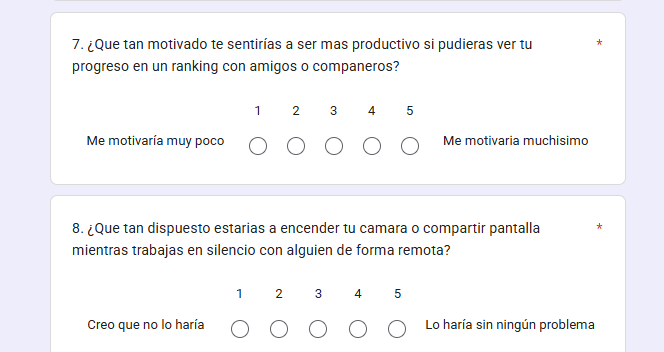 7. ¿Que tan motivado te sentirías a ser mas productivo si pudieras ver tu *
progreso en un ranking con amigos o companeros?
1 2 3 4 5
Me motivaría muy poco Me motivaria muchisimo
8. ¿Que tan dispuesto estarias a encender tu camara o compartir pantalla *
mientras trabajas en silencio con alguien de forma remota?
1 2 3 4 5
Creo que no lo haría Lo haría sin ningún problema